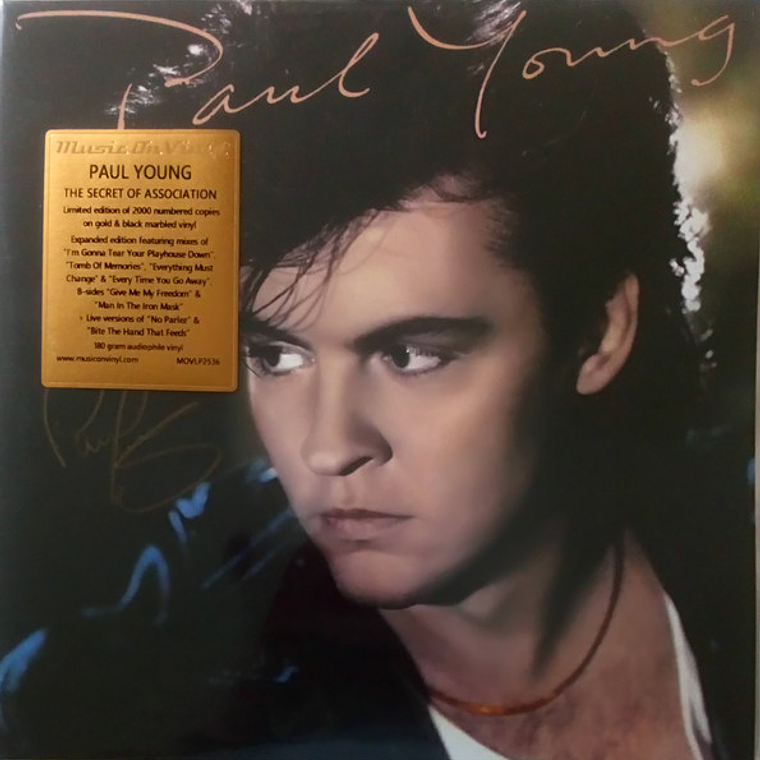 Paul Young
Music On Vinyl
PAUL YOUNG
THE SECRET OF ASSOCIATION
Limited edition of 2000 numbered copies
on gold & black marbled vinyl
Expanded edition featuring mixes of
"I'm Gonna Tear Your Playhouse Down",
"Tomb Of Memories", "Everything Must
Change" & "Every Time You Go Away".
B-sides "Give Me My Freedom" &
"Man In The Iron Mask"
+ Live versions of "No Parlez" &
"Bite The Hand That Feeds"
180 gram audiophile vinyl
www.musiconvinyl.com MOVLP2536